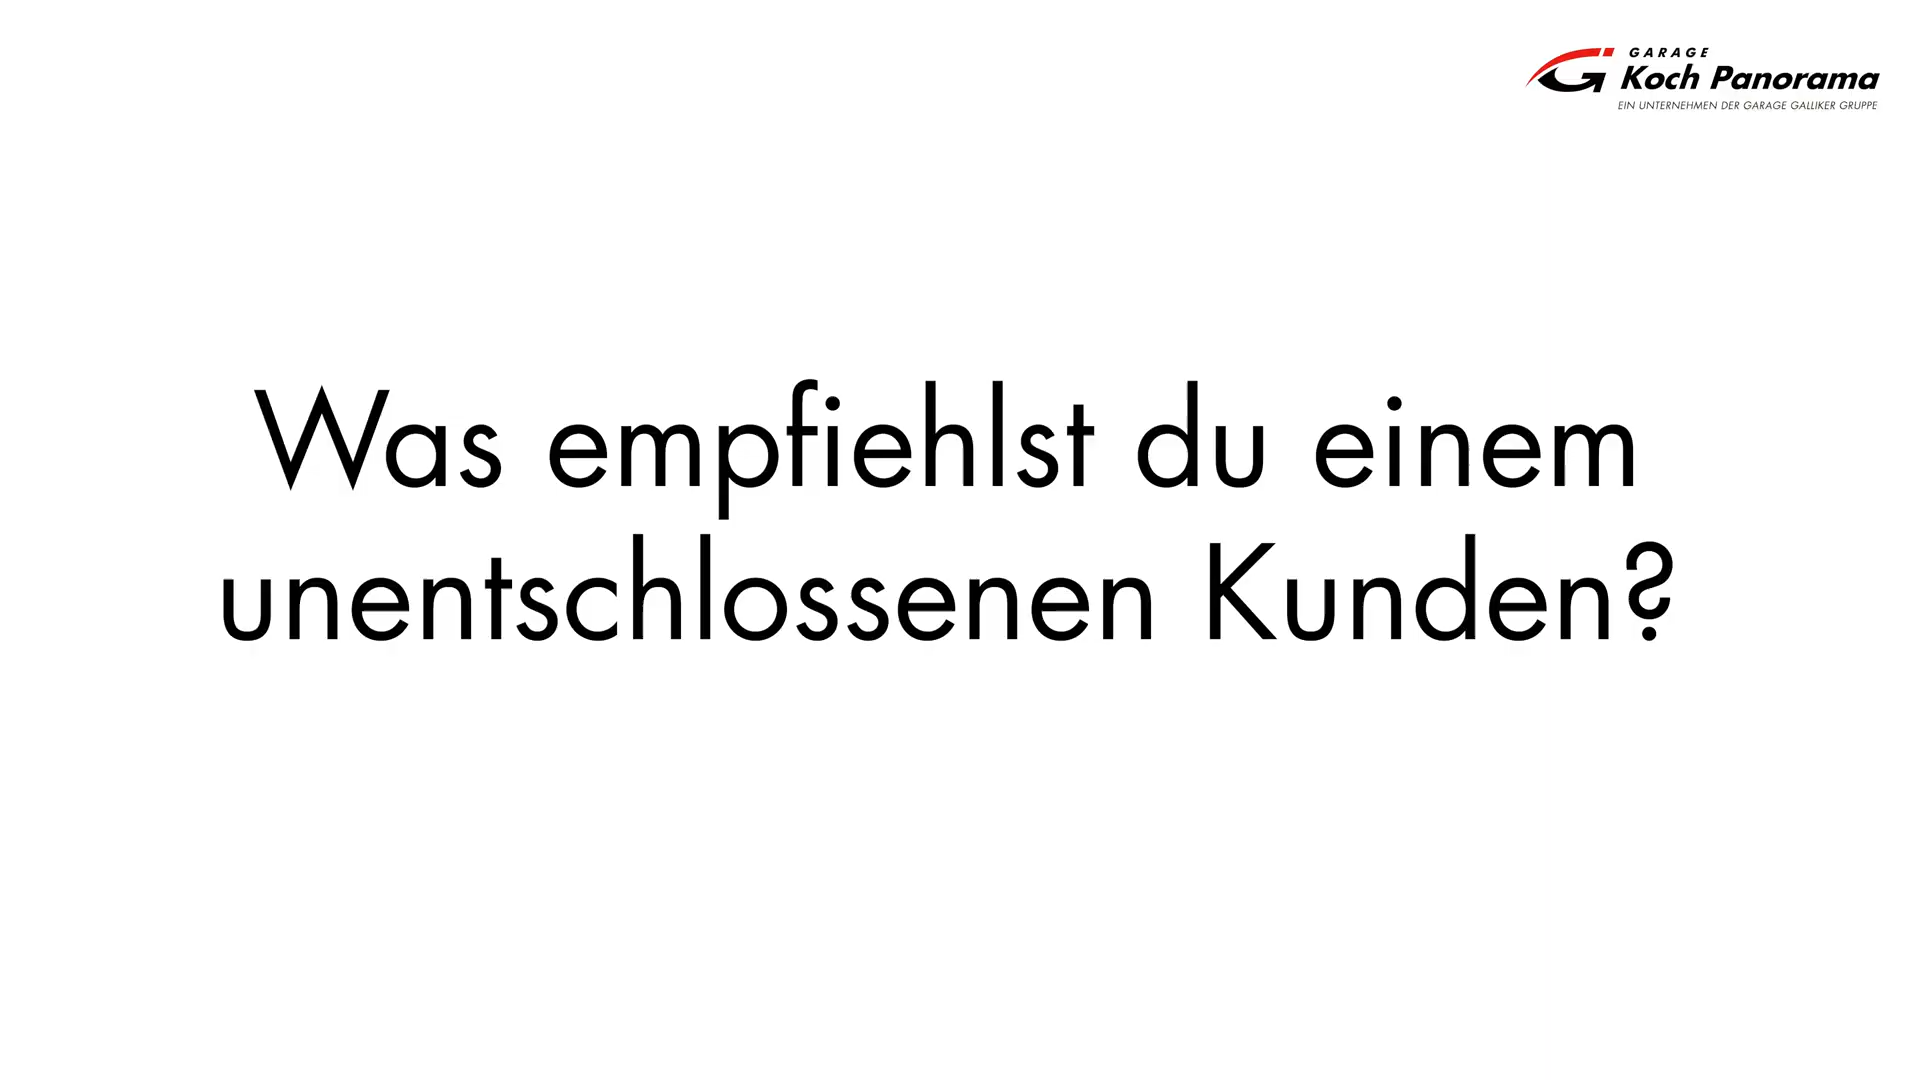 GARAGE
Koch Panorama
EIN UNTERNEHMEN DER GARAGE GALLIKER GRUPPE
Was empfiehlst du einem
unentschlossenen Kunden?